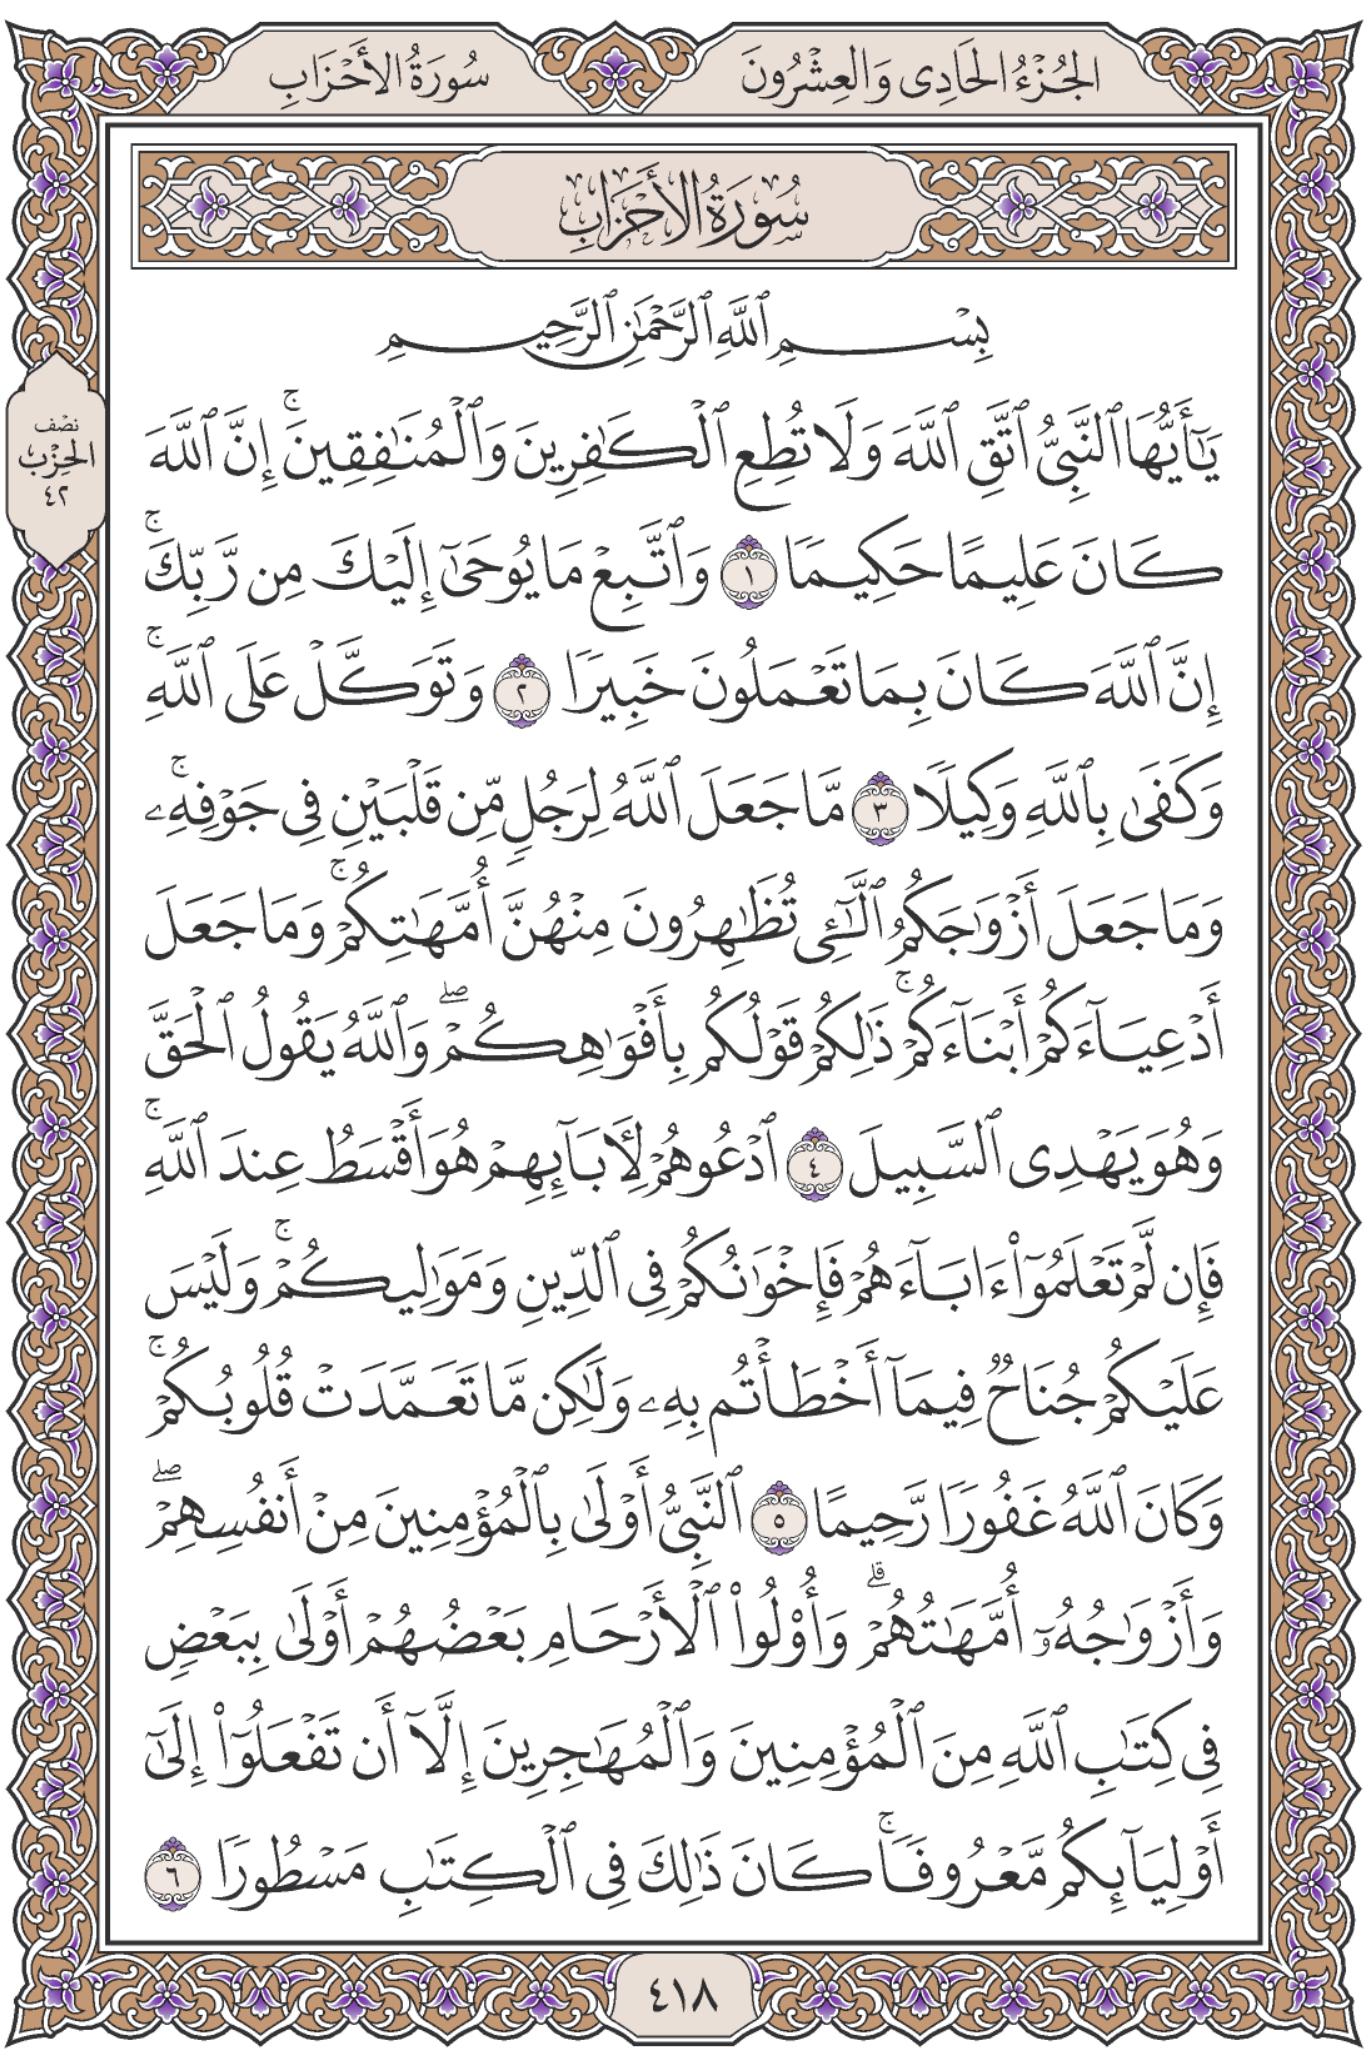 الجُزْءُ الحَادِى وَالعِشْرُونَ
سُورَةُ الأَحْزَابِ
سُورَةُ الأَحْزَابِ
بِسْمِ ٱللَّهِ ٱلرَّحْمَٰنِ ٱلرَّحِيمِ
يَٰٓأَيُّهَا ٱلنَّبِىُّ ٱتَّقِ ٱللَّهَ وَلَا تُطِعِ ٱلْكَٰفِرِينَ وَٱلْمُنَٰفِقِينَۚ إِنَّ ٱللَّهَ
كَانَ عَلِيمًا حَكِيمًا ١ وَٱتَّبِعْ مَا يُوحَىٰٓ إِلَيْكَ مِن رَّبِّكَۚ
إِنَّ ٱللَّهَ كَانَ بِمَا تَعْمَلُونَ خَبِيرًا ٢ وَتَوَكَّلْ عَلَى ٱللَّهِۚ
وَكَفَىٰ بِٱللَّهِ وَكِيلًا ٣ مَّا جَعَلَ ٱللَّهُ لِرَجُلٍ مِّن قَلْبَيْنِ فِى جَوْفِهِۦۚ
وَمَا جَعَلَ أَزْوَٰجَكُمُ ٱلَّٰٓـِٔى تُظَٰهِرُونَ مِنْهُنَّ أُمَّهَٰتِكُمْۚ وَمَا جَعَلَ
أَدْعِيَآءَكُمْ أَبْنَآءَكُمْۚ ذَٰلِكُمْ قَوْلُكُم بِأَفْوَٰهِكُمْۖ وَٱللَّهُ يَقُولُ ٱلْحَقَّ
وَهُوَ يَهْدِى ٱلسَّبِيلَ ٤ ٱدْعُوهُمْ لِـَٔابَآئِهِمْ هُوَ أَقْسَطُ عِندَ ٱللَّهِۚ
فَإِن لَّمْ تَعْلَمُوٓا۟ ءَابَآءَهُمْ فَإِخْوَٰنُكُمْ فِى ٱلدِّينِ وَمَوَٰلِيكُمْۚ وَلَيْسَ
عَلَيْكُمْ جُنَاحٌ فِيمَآ أَخْطَأْتُم بِهِۦ وَلَٰكِن مَّا تَعَمَّدَتْ قُلُوبُكُمْۚ
وَكَانَ ٱللَّهُ غَفُورًا رَّحِيمًا ٥ ٱلنَّبِىُّ أَوْلَىٰ بِٱلْمُؤْمِنِينَ مِنْ أَنفُسِهِمْۖ
وَأَزْوَٰجُهُۥٓ أُمَّهَٰتُهُمْۗ وَأُو۟لُوا۟ ٱلْأَرْحَامِ بَعْضُهُمْ أَوْلَىٰ بِبَعْضٍ
فِى كِتَٰبِ ٱللَّهِ مِنَ ٱلْمُؤْمِنِينَ وَٱلْمُهَٰجِرِينَ إِلَّآ أَن تَفْعَلُوٓا۟ إِلَىٰٓ
أَوْلِيَآئِكُم مَّعْرُوفًاۚ كَانَ ذَٰلِكَ فِى ٱلْكِتَٰبِ مَسْطُورًا ٦
نصف
الحِزْب
٤٢
٤١٨